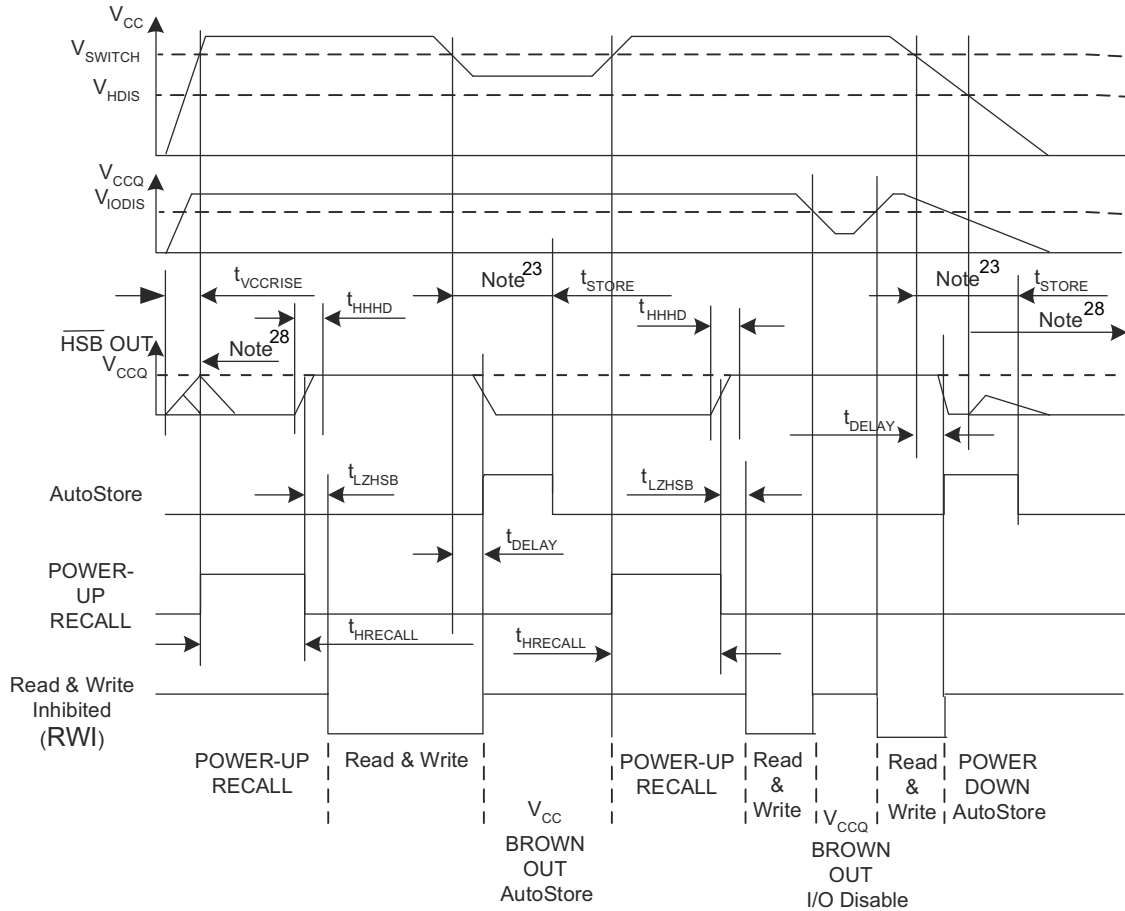 VCC
VSWITCH
VHDIS
VCCQ
VIODIS
tVCCRISE
Note23
tSTORE
Note23
tSTORE
tHHHD
tHHHD
Note28
HSB OUT
Note28
VCCQ
tDELAY
tLZHSB
tLZHSB
AutoStore
tDELAY
POWER-
UP
RECALL
tHRECALL
tHRECALL
Read & Write
Inhibited
(RWI)
POWER-UP
RECALL
Read & Write
VCC
BROWN
OUT
AutoStore
POWER-UP
RECALL
Read
&
Write
VCCQ
BROWN
OUT
I/O Disable
Read
&
Write
POWER
DOWN
AutoStore